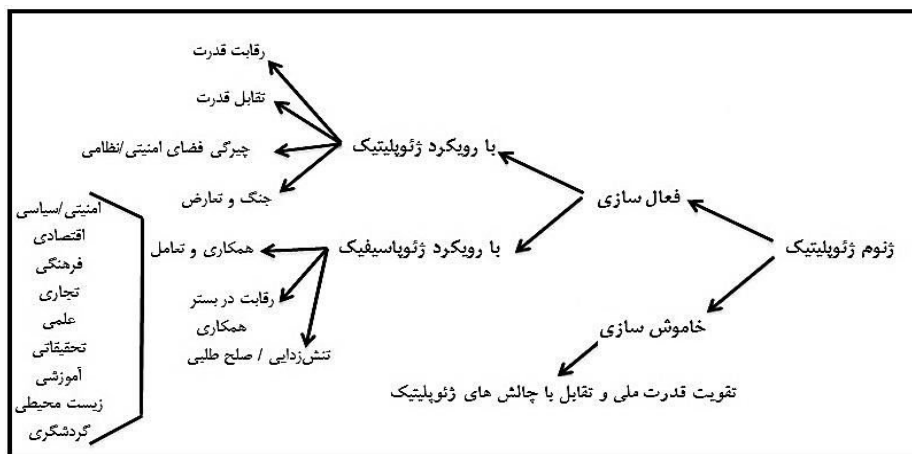 ژنوم ژئوپلیتیک
فعال سازی
با رویکرد ژئوپلیتیک
رقابت قدرت
تقابل قدرت
چیرگی فضای امنیتی/نظامی
جنگ و تعارض
با رویکرد ژئوپاسیفیک
همکاری و تعامل
رقابت در بستر
همکاری
تنش‌زدایی / صلح طلبی
امنیتی/سیاسی
اقتصادی
فرهنگی
تجاری
علمی
تحقیقاتی
آموزشی
زیست محیطی
گردشگری
خاموش سازی
تقویت قدرت ملی و تقابل با چالش های ژئوپلیتیک